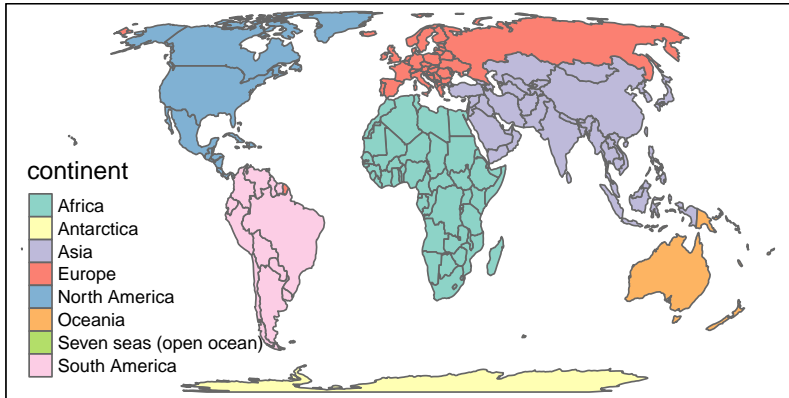 continent
Africa
Antarctica
Asia
Europe
North America
Oceania
Seven seas (open ocean)
South America